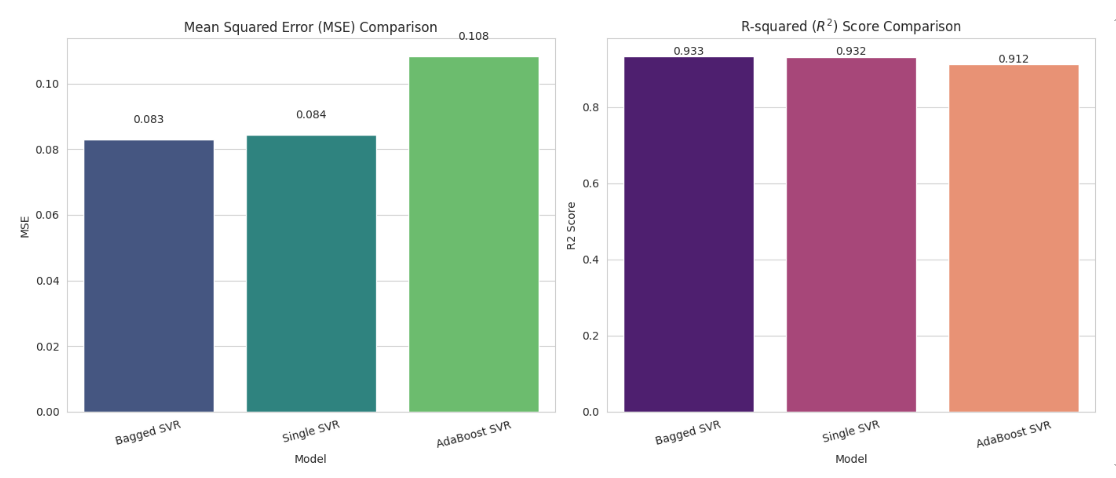 Mean Squared Error (MSE) Comparison
0.108
0.084
0.083
0.10
0.08
0.06
0.04
0.02
0.00
MSE
Bagged SVR
Single SVR
AdaBoost SVR
Model
R-squared (R²) Score Comparison
0.933
0.932
0.912
0.8
0.6
0.4
0.2
0.0
R2 Score
Bagged SVR
Single SVR
AdaBoost SVR
Model